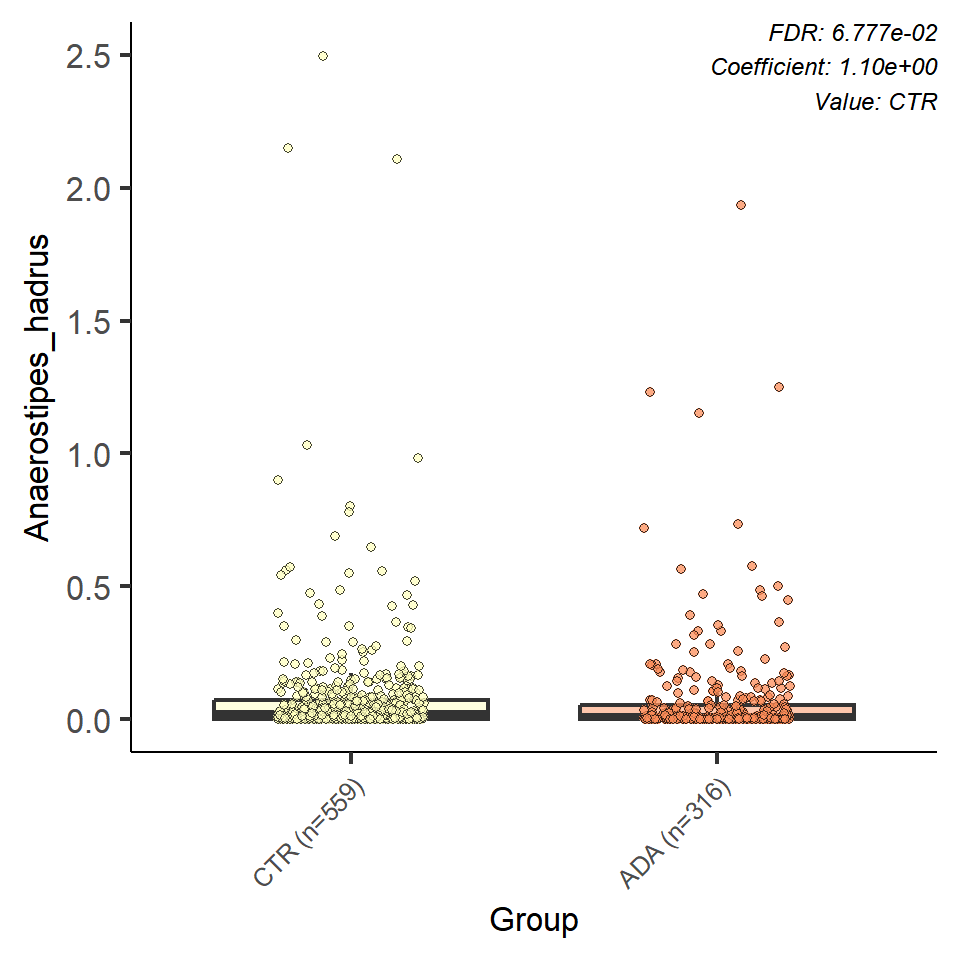 FDR: 6.777e-02
Coefficient: 1.10e+00
Value: CTR
2.5
2.0
1.5
1.0
0.5
0.0
Anaerostipes_hadrus
CTR (n=559)
ADA (n=316)
Group